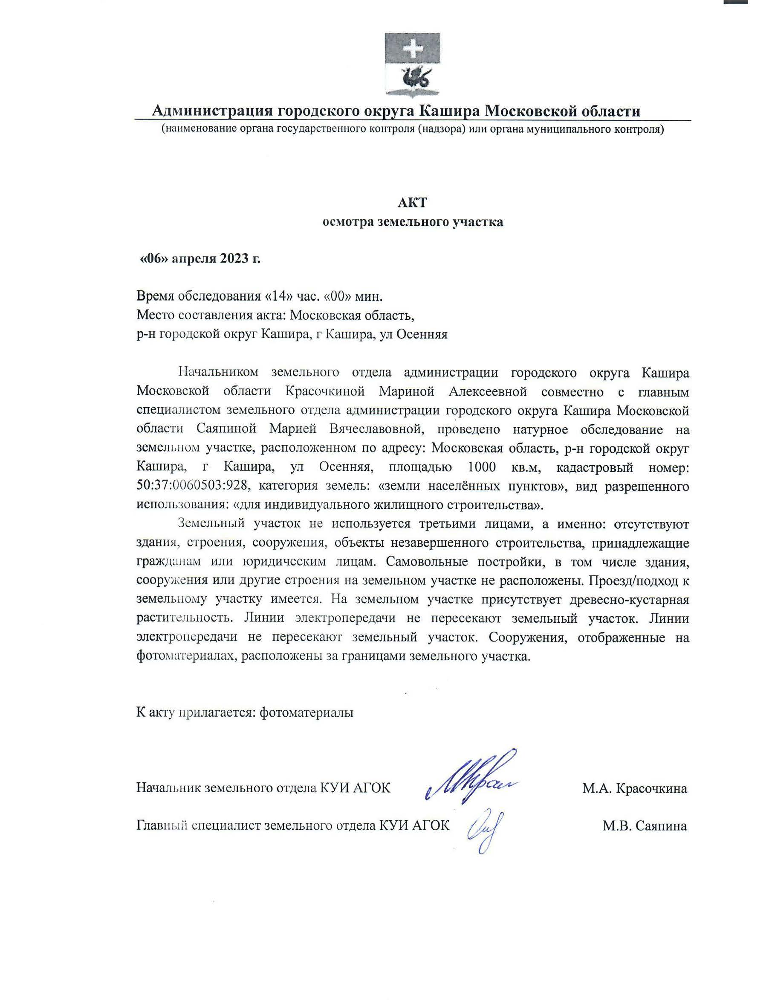 Администрация городского округа Кашира Московской области
(наименование органа государственного контроля (надзора) или органа муниципального контроля)
АКТ
осмотра земельного участка
«06» апреля 2023 г.
Время обследования «14» час. «00» мин.
Место составления акта: Московская область,
р-н городской округ Кашира, г Кашира, ул Осенняя
Начальником земельного отдела администрации городского округа Кашира
Московской области Красочкиной Мариной Алексеевной совместно с главным
специалистом земельного отдела администрации городского округа Кашира Московской
области Саяпиной Марией Вячеславовной, проведено натурное обследование на
земельном участке, расположенном по адресу: Московская область, р-н городской округ
Кашира, г Кашира, ул Осенняя, площадью 1000 кв.м, кадастровый номер:
50:37:0060503:928, категория земель: «земли населённых пунктов», вид разрешенного
использования: «для индивидуального жилищного строительства».
Земельный участок не используется третьими лицами, а именно: отсутствуют
здания, строения, сооружения, объекты незавершенного строительства, принадлежащие
гражданам или юридическим лицам. Самовольные постройки, в том числе здания,
сооружения или другие строения на земельном участке не расположены. Проезд/подход к
земельному участку имеется. На земельном участке присутствует древесно-кустарная
растительность. Линии электропередачи не пересекают земельный участок. Линии
электропередачи не пересекают земельный участок. Сооружения, отображенные на
фотоматериалах, расположены за границами земельного участка.
К акту прилагается: фотоматериалы
Начальник земельного отдела КУИ АГОК М.А. Красочкина
Главный специалист земельного отдела КУИ АГОК М.В. Саяпина